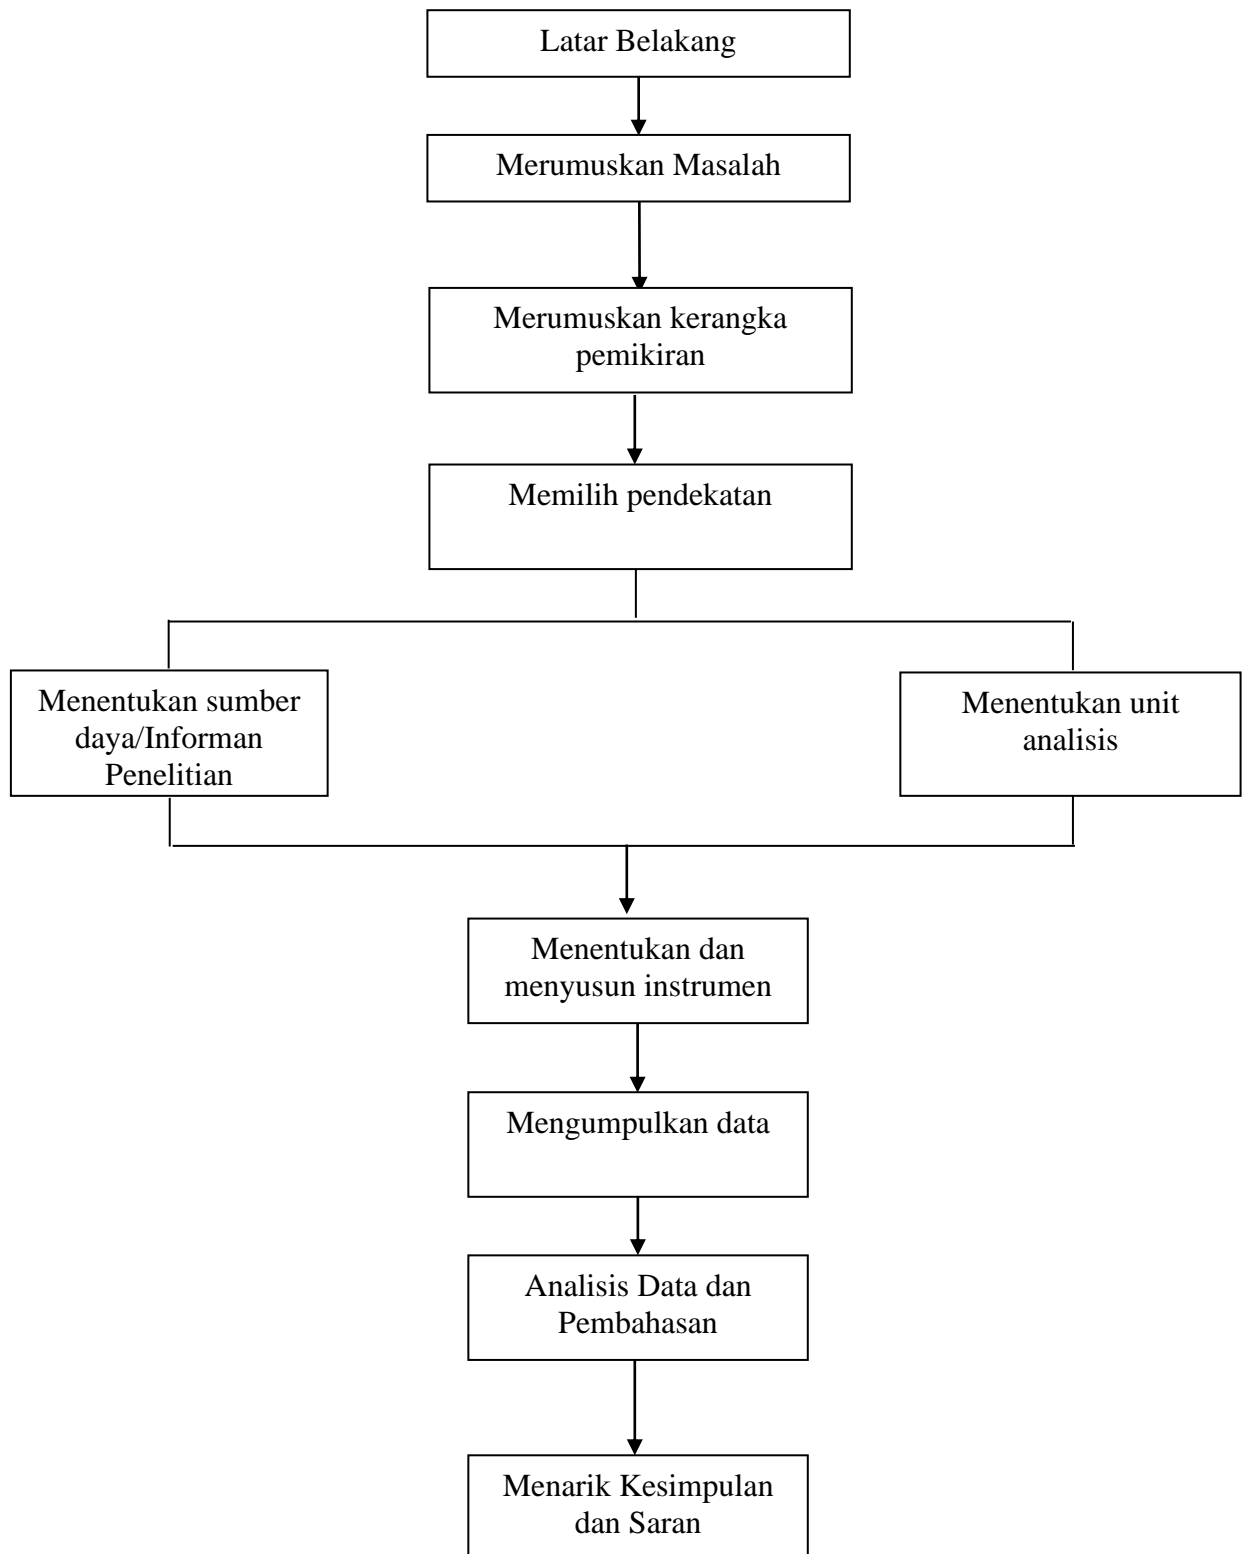 Latar Belakang
Merumuskan Masalah
Merumuskan kerangka
pemikiran
Memilih pendekatan
Menentukan sumber
daya/Informan
Penelitian
Menentukan unit
analisis
Menentukan dan
menyusun instrumen
Mengumpulkan data
Analisis Data dan
Pembahasan
Menarik Kesimpulan
dan Saran